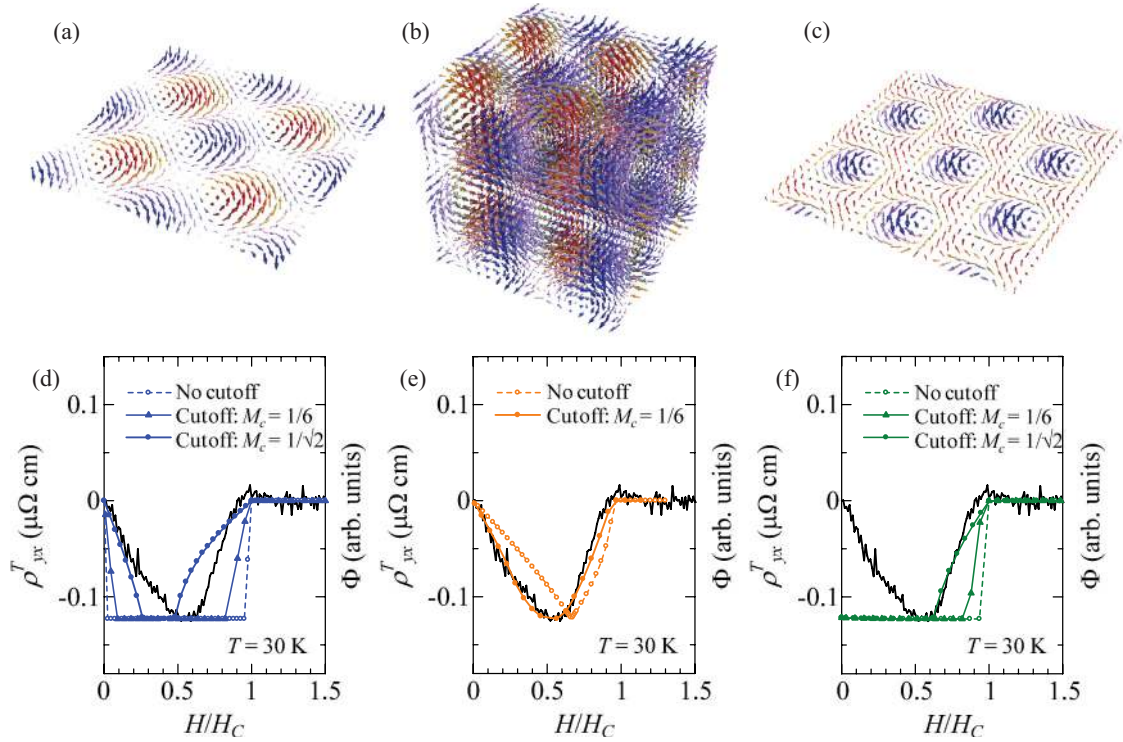 (a)
(b)
(c)
(d)
No cutoff
Cutoff: M_c = 1/6
Cutoff: M_c = 1/√2
0.1
0
-0.1
ρ^T_yx (μΩ cm)
Φ (arb. units)
T = 30 K
0
0.5
1
1.5
H/H_C
(e)
No cutoff
Cutoff: M_c = 1/6
0.1
0
-0.1
ρ^T_yx (μΩ cm)
Φ (arb. units)
T = 30 K
0
0.5
1
1.5
H/H_C
(f)
No cutoff
Cutoff: M_c = 1/6
Cutoff: M_c = 1/√2
0.1
0
-0.1
ρ^T_yx (μΩ cm)
Φ (arb. units)
T = 30 K
0
0.5
1
1.5
H/H_C